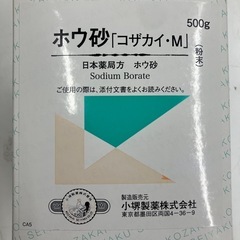 500g
ホウ砂「コザカイ・M」
(粉末)
日本薬局方 ホウ砂
Sodium Borate
ご使用の際は、添付文書をよくお読みください。
製造販売元
小堺製薬株式会社
東京都墨田区両国4-36-9
CAS